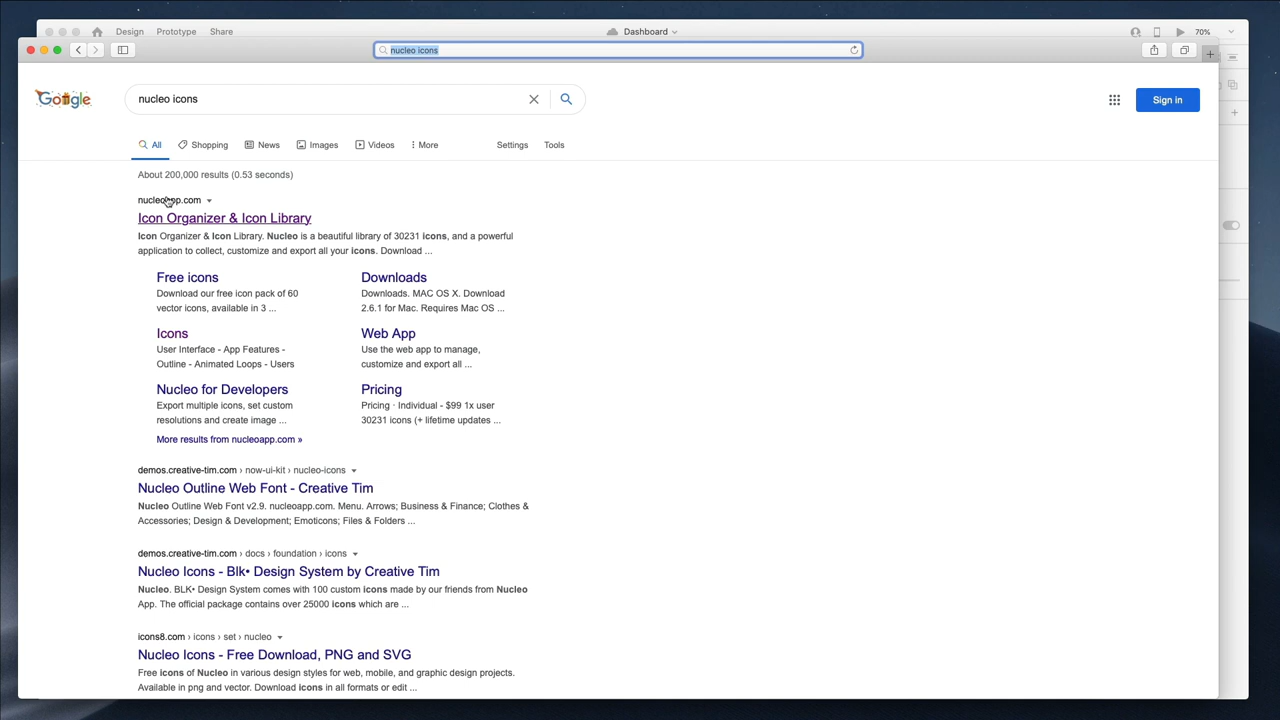 Design Prototype Share Dashboard 70%
nucleo icons
Google nucleo icons Sign in
All Shopping News Images Videos More Settings Tools
About 200,000 results (0.53 seconds)
nucleoapp.com
Icon Organizer & Icon Library
Icon Organizer & Icon Library. Nucleo is a beautiful library of 30231 icons, and a powerful
application to collect, customize and export all your icons. Download ...
Free icons
Download our free icon pack of 60
vector icons, available in 3 ...
Downloads
Downloads. MAC OS X. Download
2.6.1 for Mac. Requires Mac OS ...
Icons
User Interface - App Features -
Outline - Animated Loops - Users
Web App
Use the web app to manage,
customize and export all ...
Nucleo for Developers
Export multiple icons, set custom
resolutions and create image ...
Pricing
Pricing · Individual - $99 1x user
30231 icons (+ lifetime updates ...
More results from nucleoapp.com »
demos.creative-tim.com › now-ui-kit › nucleo-icons
Nucleo Outline Web Font - Creative Tim
Nucleo Outline Web Font v2.9. nucleoapp.com. Menu. Arrows; Business & Finance; Clothes &
Accessories; Design & Development; Emoticons; Files & Folders ...
demos.creative-tim.com › docs › foundation › icons
Nucleo Icons - Blk• Design System by Creative Tim
Nucleo. BLK• Design System comes with 100 custom icons made by our friends from Nucleo
App. The official package contains over 25000 icons which are ...
icons8.com › icons › set › nucleo
Nucleo Icons - Free Download, PNG and SVG
Free icons of Nucleo in various design styles for web, mobile, and graphic design projects.
Available in png and vector. Download icons in all formats or edit ...